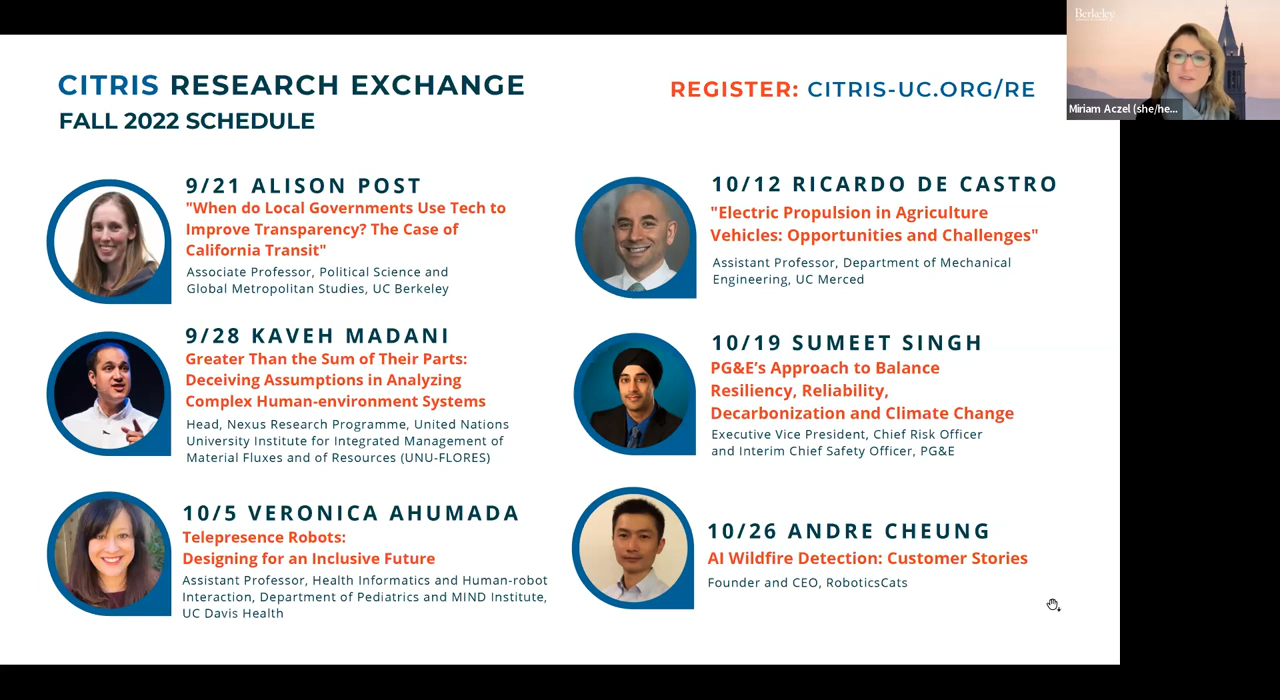 CITRIS RESEARCH EXCHANGE
FALL 2022 SCHEDULE
REGISTER: CITRIS-UC.ORG/RE
Berkeley
Miriam Aczel (she/he...
9/21 ALISON POST
"When do Local Governments Use Tech to
Improve Transparency? The Case of
California Transit"
Associate Professor, Political Science and
Global Metropolitan Studies, UC Berkeley
9/28 KAVEH MADANI
Greater Than the Sum of Their Parts:
Deceiving Assumptions in Analyzing
Complex Human-environment Systems
Head, Nexus Research Programme, United Nations
University Institute for Integrated Management of
Material Fluxes and of Resources (UNU-FLORES)
10/5 VERONICA AHUMADA
Telepresence Robots:
Designing for an Inclusive Future
Assistant Professor, Health Informatics and Human-robot
Interaction, Department of Pediatrics and MIND Institute,
UC Davis Health
10/12 RICARDO DE CASTRO
"Electric Propulsion in Agriculture
Vehicles: Opportunities and Challenges"
Assistant Professor, Department of Mechanical
Engineering, UC Merced
10/19 SUMEET SINGH
PG&E’s Approach to Balance
Resiliency, Reliability,
Decarbonization and Climate Change
Executive Vice President, Chief Risk Officer
and Interim Chief Safety Officer, PG&E
10/26 ANDRE CHEUNG
AI Wildfire Detection: Customer Stories
Founder and CEO, RoboticsCats